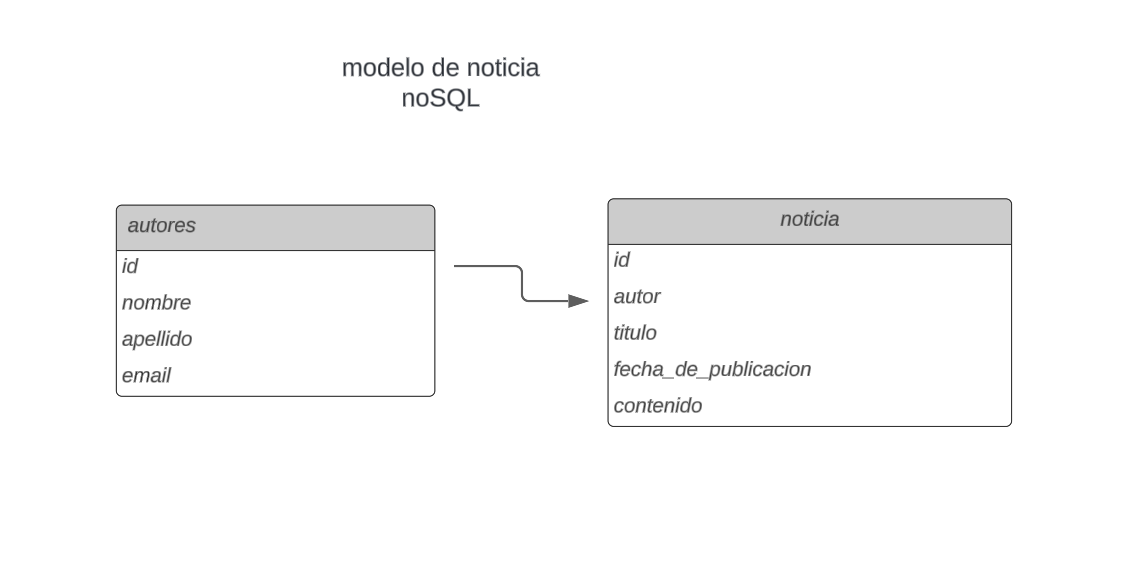 modelo de noticia
noSQL
autores
id
nombre
apellido
email
noticia
id
autor
titulo
fecha_de_publicacion
contenido